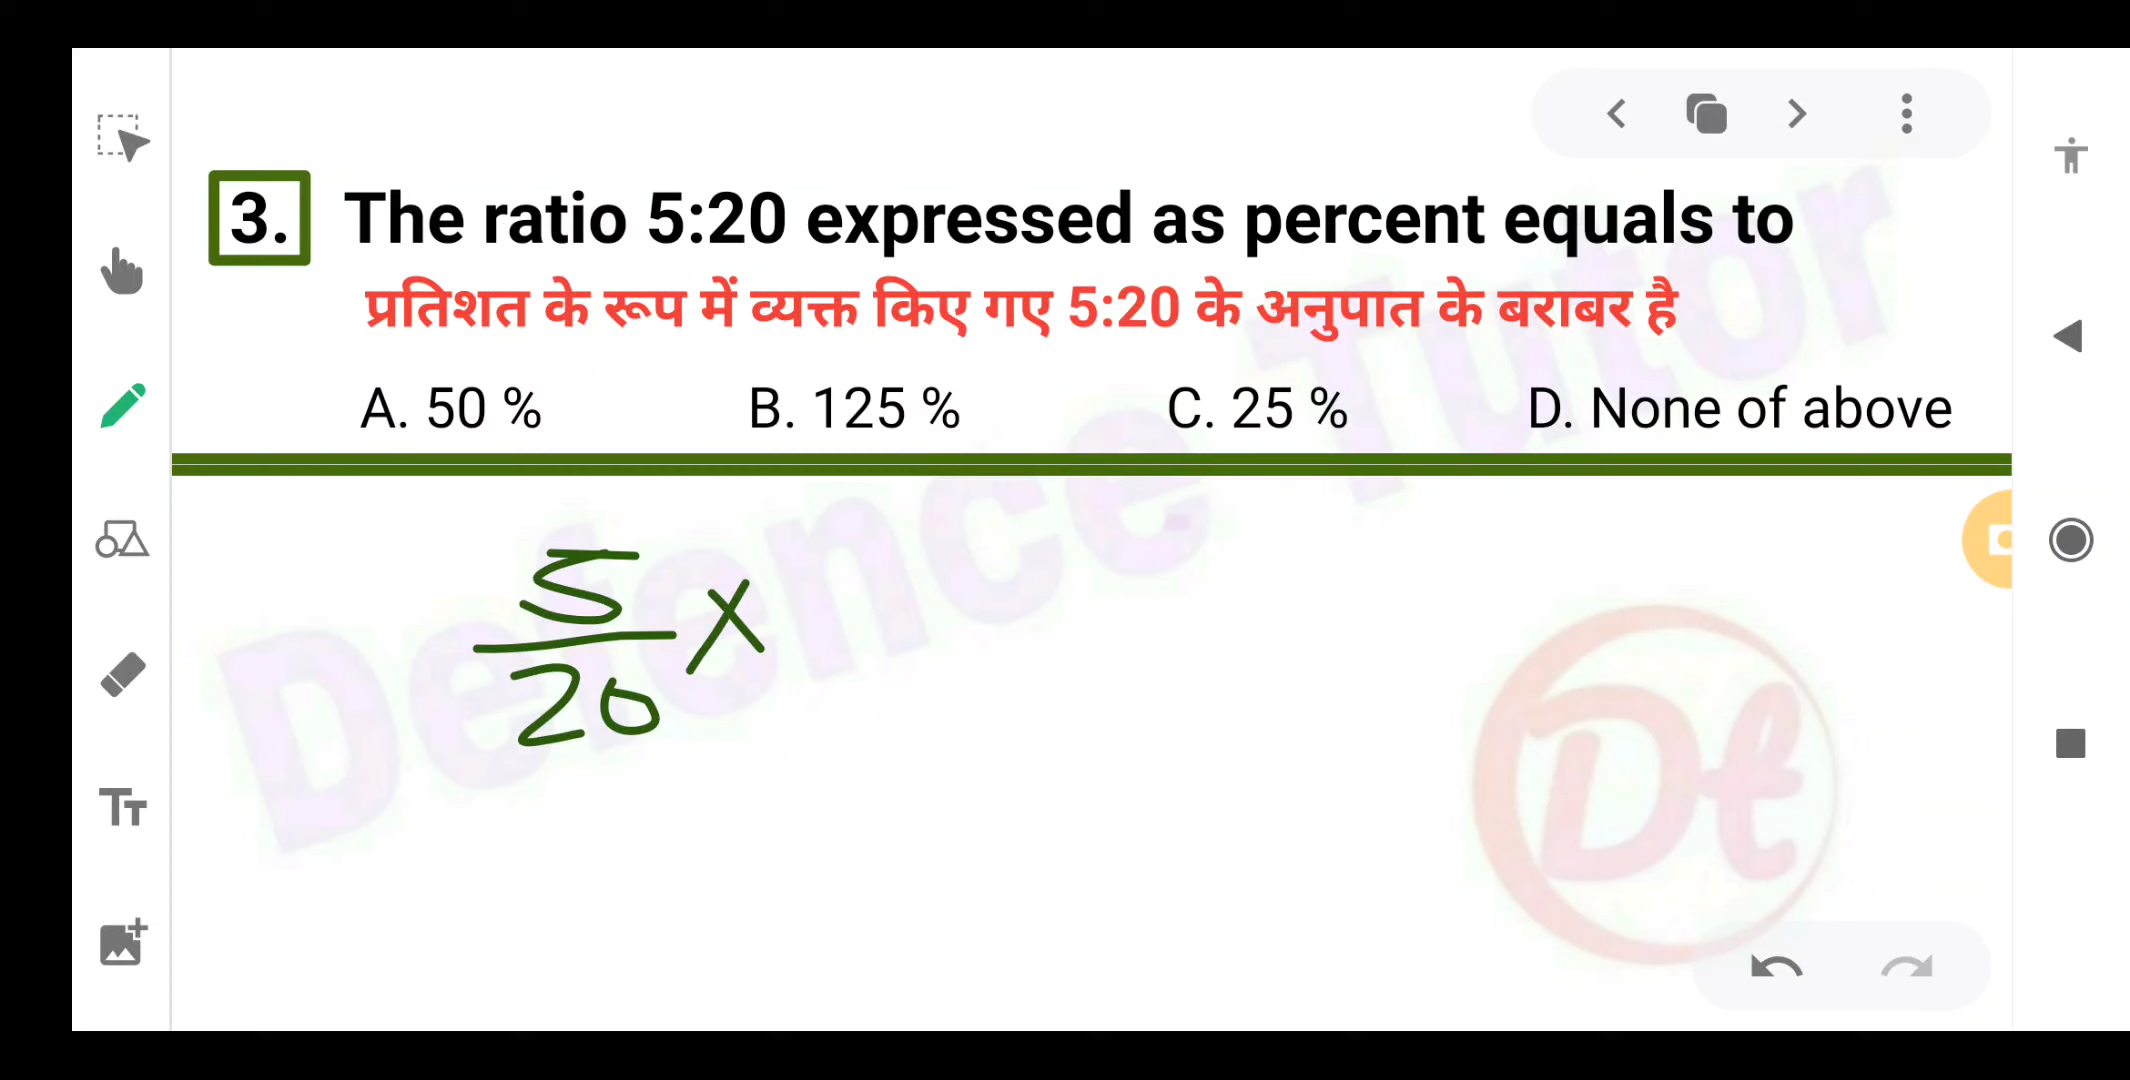 3. The ratio 5:20 expressed as percent equals to
प्रतिशत के रूप में व्यक्त किए गए 5:20 के अनुपात के बराबर है
A. 50 % B. 125 % C. 25 % D. None of above
5
20
×
Defence Tutor
Dt
Tт